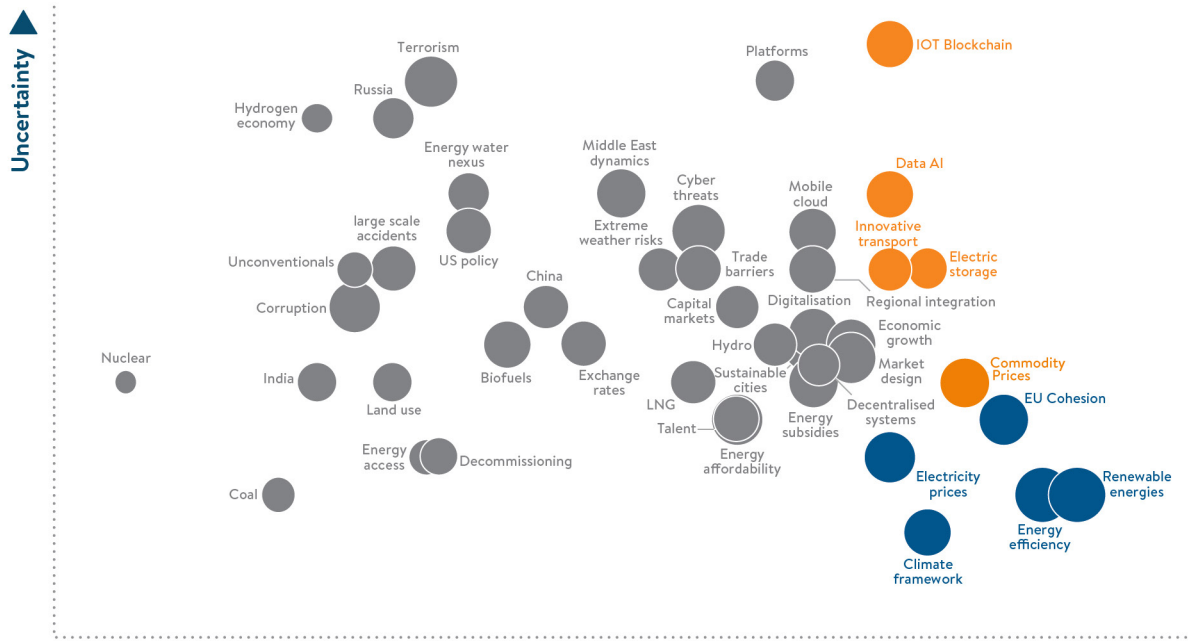 Uncertainty
Terrorism
Platforms
IOT Blockchain
Russia
Hydrogen
economy
Energy water
nexus
Middle East
dynamics
Data AI
Cyber
threats
Mobile
cloud
large scale
accidents
Extreme
weather risks
Innovative
transport
US policy
Unconventionals
Trade
barriers
Electric
storage
China
Corruption
Capital
markets
Digitalisation
Regional integration
Economic
growth
Hydro
Nuclear
India
Land use
Biofuels
Exchange
rates
LNG
Sustainable
cities
Market
design
Commodity
Prices
Talent
Energy
subsidies
Decentralised
systems
EU Cohesion
Energy
access
Decommissioning
Energy
affordability
Electricity
prices
Renewable
energies
Coal
Energy
efficiency
Climate
framework